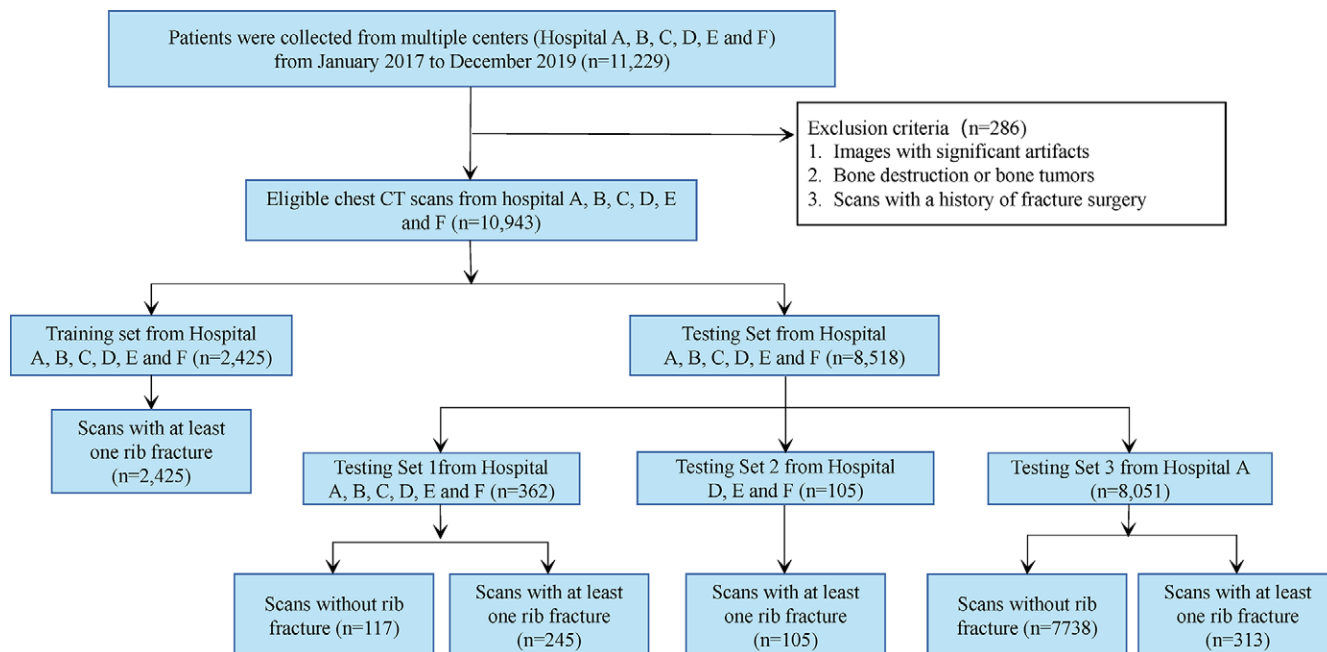 Patients were collected from multiple centers (Hospital A, B, C, D, E and F)
from January 2017 to December 2019 (n=11,229)
Exclusion criteria (n=286)
1. Images with significant artifacts
2. Bone destruction or bone tumors
3. Scans with a history of fracture surgery
Eligible chest CT scans from hospital A, B, C, D, E
and F (n=10,943)
Training set from Hospital
A, B, C, D, E and F (n=2,425)
Testing Set from Hospital
A, B, C, D, E and F (n=8,518)
Scans with at least
one rib fracture
(n=2,425)
Testing Set 1from Hospital
A, B, C, D, E and F (n=362)
Testing Set 2 from Hospital
D, E and F (n=105)
Testing Set 3 from Hospital A
(n=8,051)
Scans without rib
fracture (n=117)
Scans with at least
one rib fracture
(n=245)
Scans with at least
one rib fracture
(n=105)
Scans without rib
fracture (n=7738)
Scans with at least
one rib fracture
(n=313)